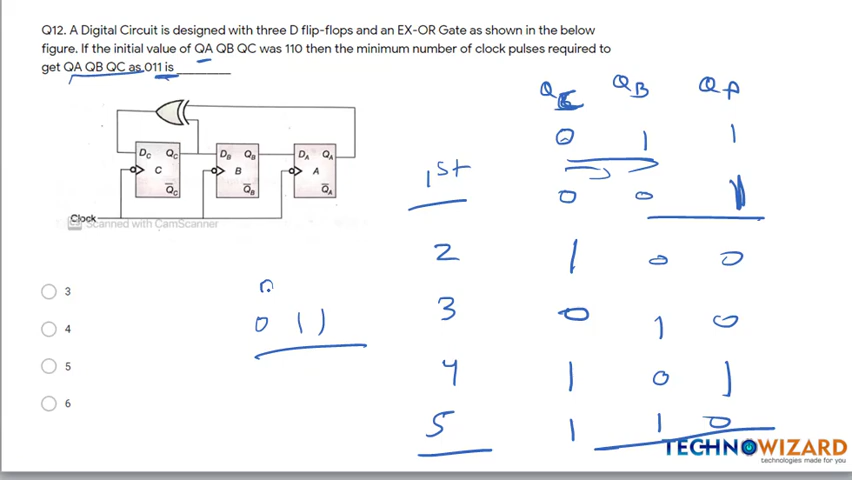 Q12. A Digital Circuit is designed with three D flip-flops and an EX-OR Gate as shown in the below
figure. If the initial value of QA QB QC was 110 then the minimum number of clock pulses required to
get QA QB QC as 011 is ________
DC QC DB QB DA QA
C B A
Q̅C Q̅B Q̅A
Clock
Scanned with CamScanner
3
4
5
6
0 1 1
QC QB QA
0 1 1
1st 0 0 1
2 1 0 0
3 0 1 0
4 1 0 1
5 1 1 0
TECHNOWIZARD
technologies made for you